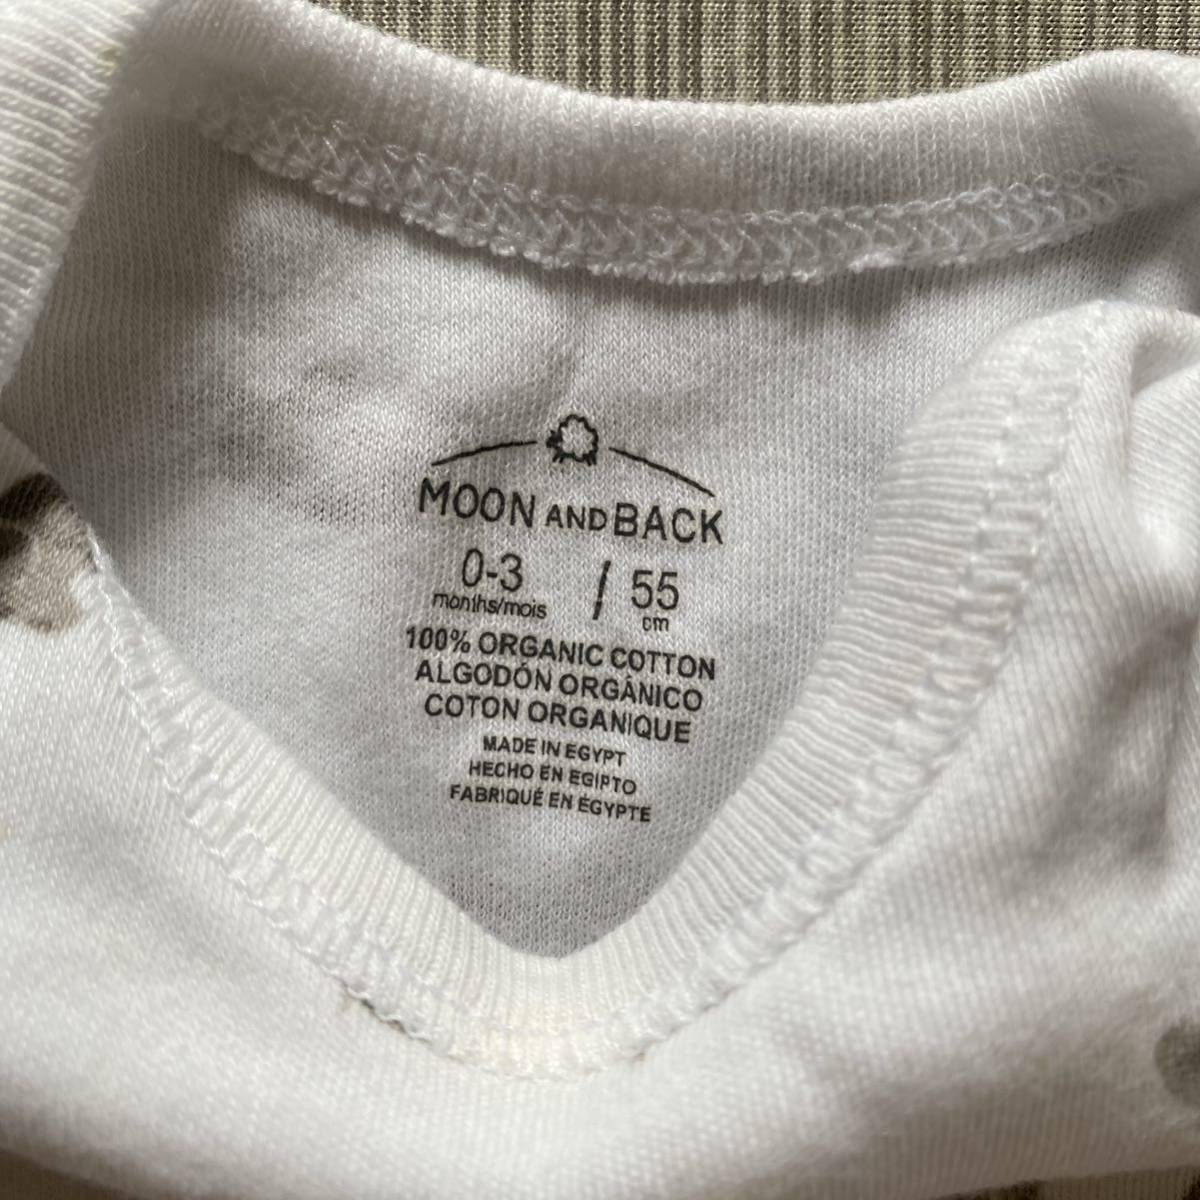 MOON AND BACK
0-3 / 55
months/mois cm
100% ORGANIC COTTON
ALGODÓN ORGÁNICO
COTON ORGANIQUE
MADE IN EGYPT
HECHO EN EGIPTO
FABRIQUÉ EN ÉGYPTE